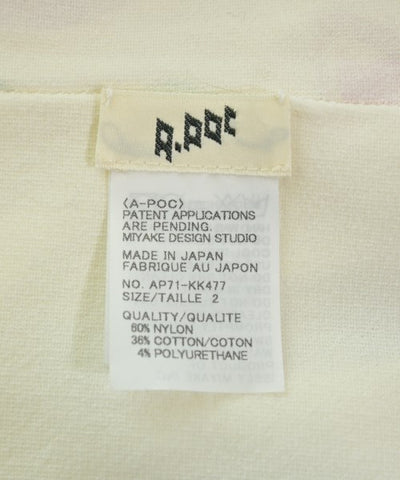 A-POC
(A-POC)
PATENT APPLICATIONS
ARE PENDING.
MIYAKE DESIGN STUDIO
MADE IN JAPAN
FABRIQUE AU JAPON
NO. AP71-KK477
SIZE/TAILLE 2
QUALITY/QUALITE
60% NYLON
36% COTTON/COTON
4% POLYURETHANE